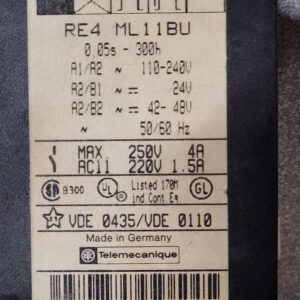 RE4 ML11BU
0,05s - 300h
A1/A2 ~ 110-240V
A2/B1 ~ ⎓ 24V
A2/B2 ~ ⎓ 42- 48V
~ 50/60 Hz
MAX 250V 4A
AC11 220V 1.5A
SA B300 UL Listed 170M
Ind. Cont. Eq. GL
VDE 0435/VDE 0110
Made in Germany
Telemecanique